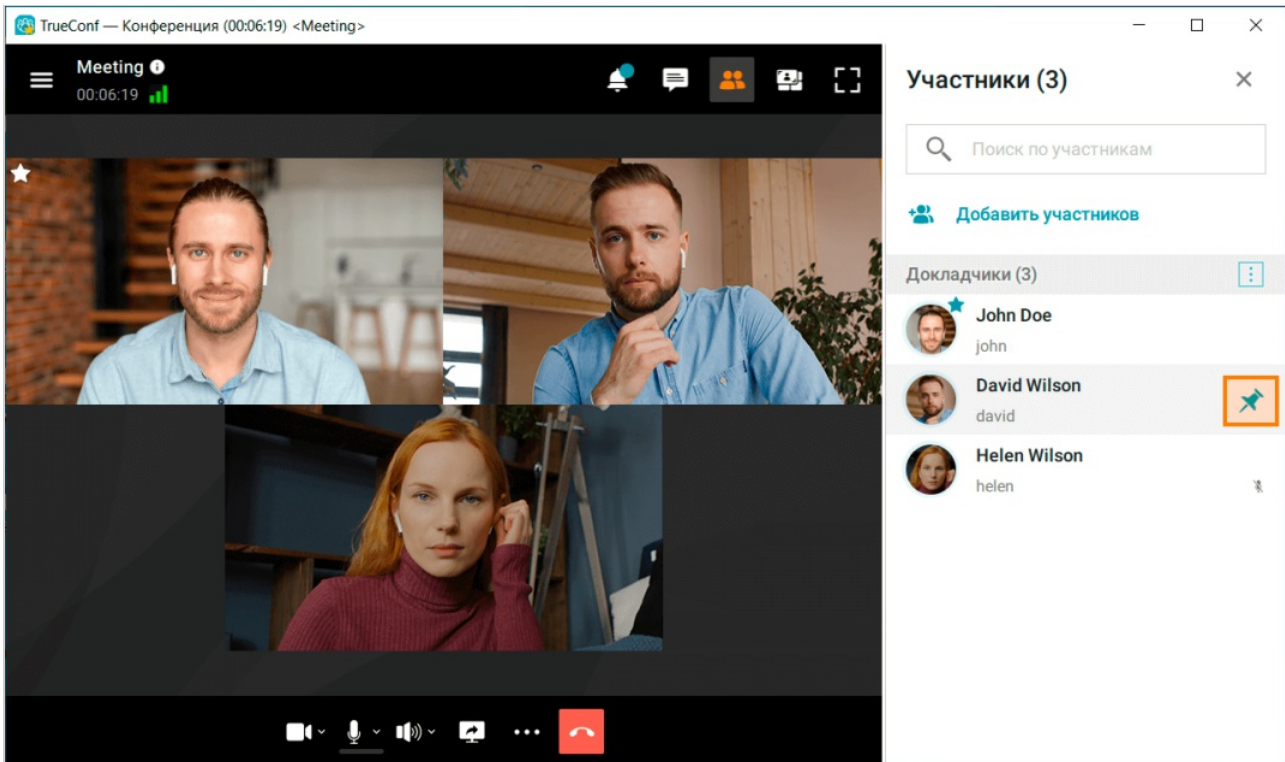 TrueConf — Конференция (00:06:19) <Meeting>
Meeting
00:06:19
Участники (3)
Поиск по участникам
Добавить участников
Докладчики (3)
John Doe
john
David Wilson
david
Helen Wilson
helen